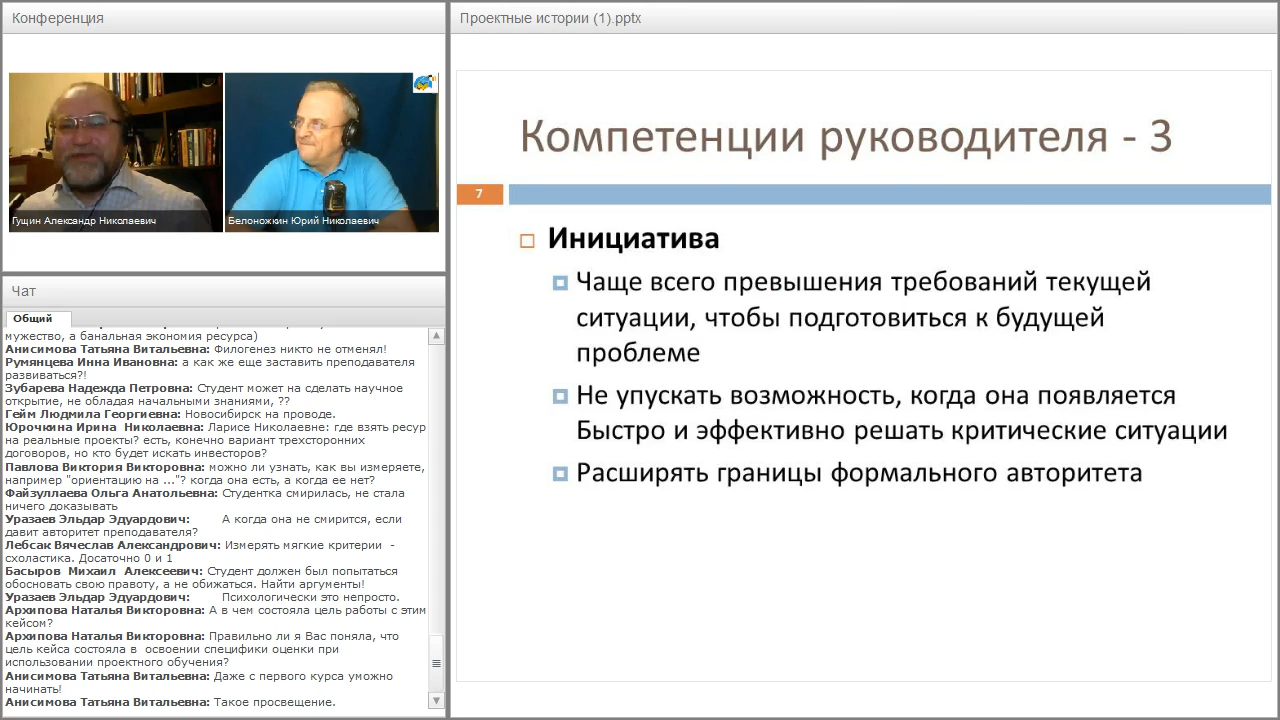 Конференция
Гущин Александр Николаевич
Белоножкин Юрий Николаевич
Чат
Общий
мужество, а банальная экономия ресурса)
Анисимова Татьяна Витальевна: Филогенез никто не отменял!
Румянцева Инна Ивановна: а как же еще заставить преподавателя
развиваться?!
Зубарева Надежда Петровна: Студент может на сделать научное
открытие, не обладая начальными знаниями, ??
Гейм Людмила Георгиевна: Новосибирск на проводе.
Юрочкина Ирина Николаевна: Ларисе Николаевне: где взять ресур
на реальные проекты? есть, конечно вариант трехсторонних
договоров, но кто будет искать инвесторов?
Павлова Виктория Викторовна: можно ли узнать, как вы измеряете,
например "ориентацию на ..."? когда она есть, а когда ее нет?
Файзуллаева Ольга Анатольевна: Студентка смирилась, не стала
ничего доказывать
Уразаев Эльдар Эдуардович: А когда она не смирится, если
давит авторитет преподавателя?
Лебсак Вячеслав Александрович: Измерять мягкие критерии -
схоластика. Достаточно 0 и 1
Басыров Михаил Алексеевич: Студент должен был попытаться
обосновать свою правоту, а не обижаться. Найти аргументы!
Уразаев Эльдар Эдуардович: Психологически это непросто.
Архипова Наталья Викторовна: А в чем состояла цель работы с этим
кейсом?
Архипова Наталья Викторовна: Правильно ли я Вас поняла, что
цель кейса состояла в освоении специфики оценки при
использовании проектного обучения?
Анисимова Татьяна Витальевна: Даже с первого курса уможно
начинать!
Анисимова Татьяна Витальевна: Такое просвещение.
Проектные истории (1).pptx
Компетенции руководителя - 3
7
Инициатива
Чаще всего превышения требований текущей
ситуации, чтобы подготовиться к будущей
проблеме
Не упускать возможность, когда она появляется
Быстро и эффективно решать критические ситуации
Расширять границы формального авторитета